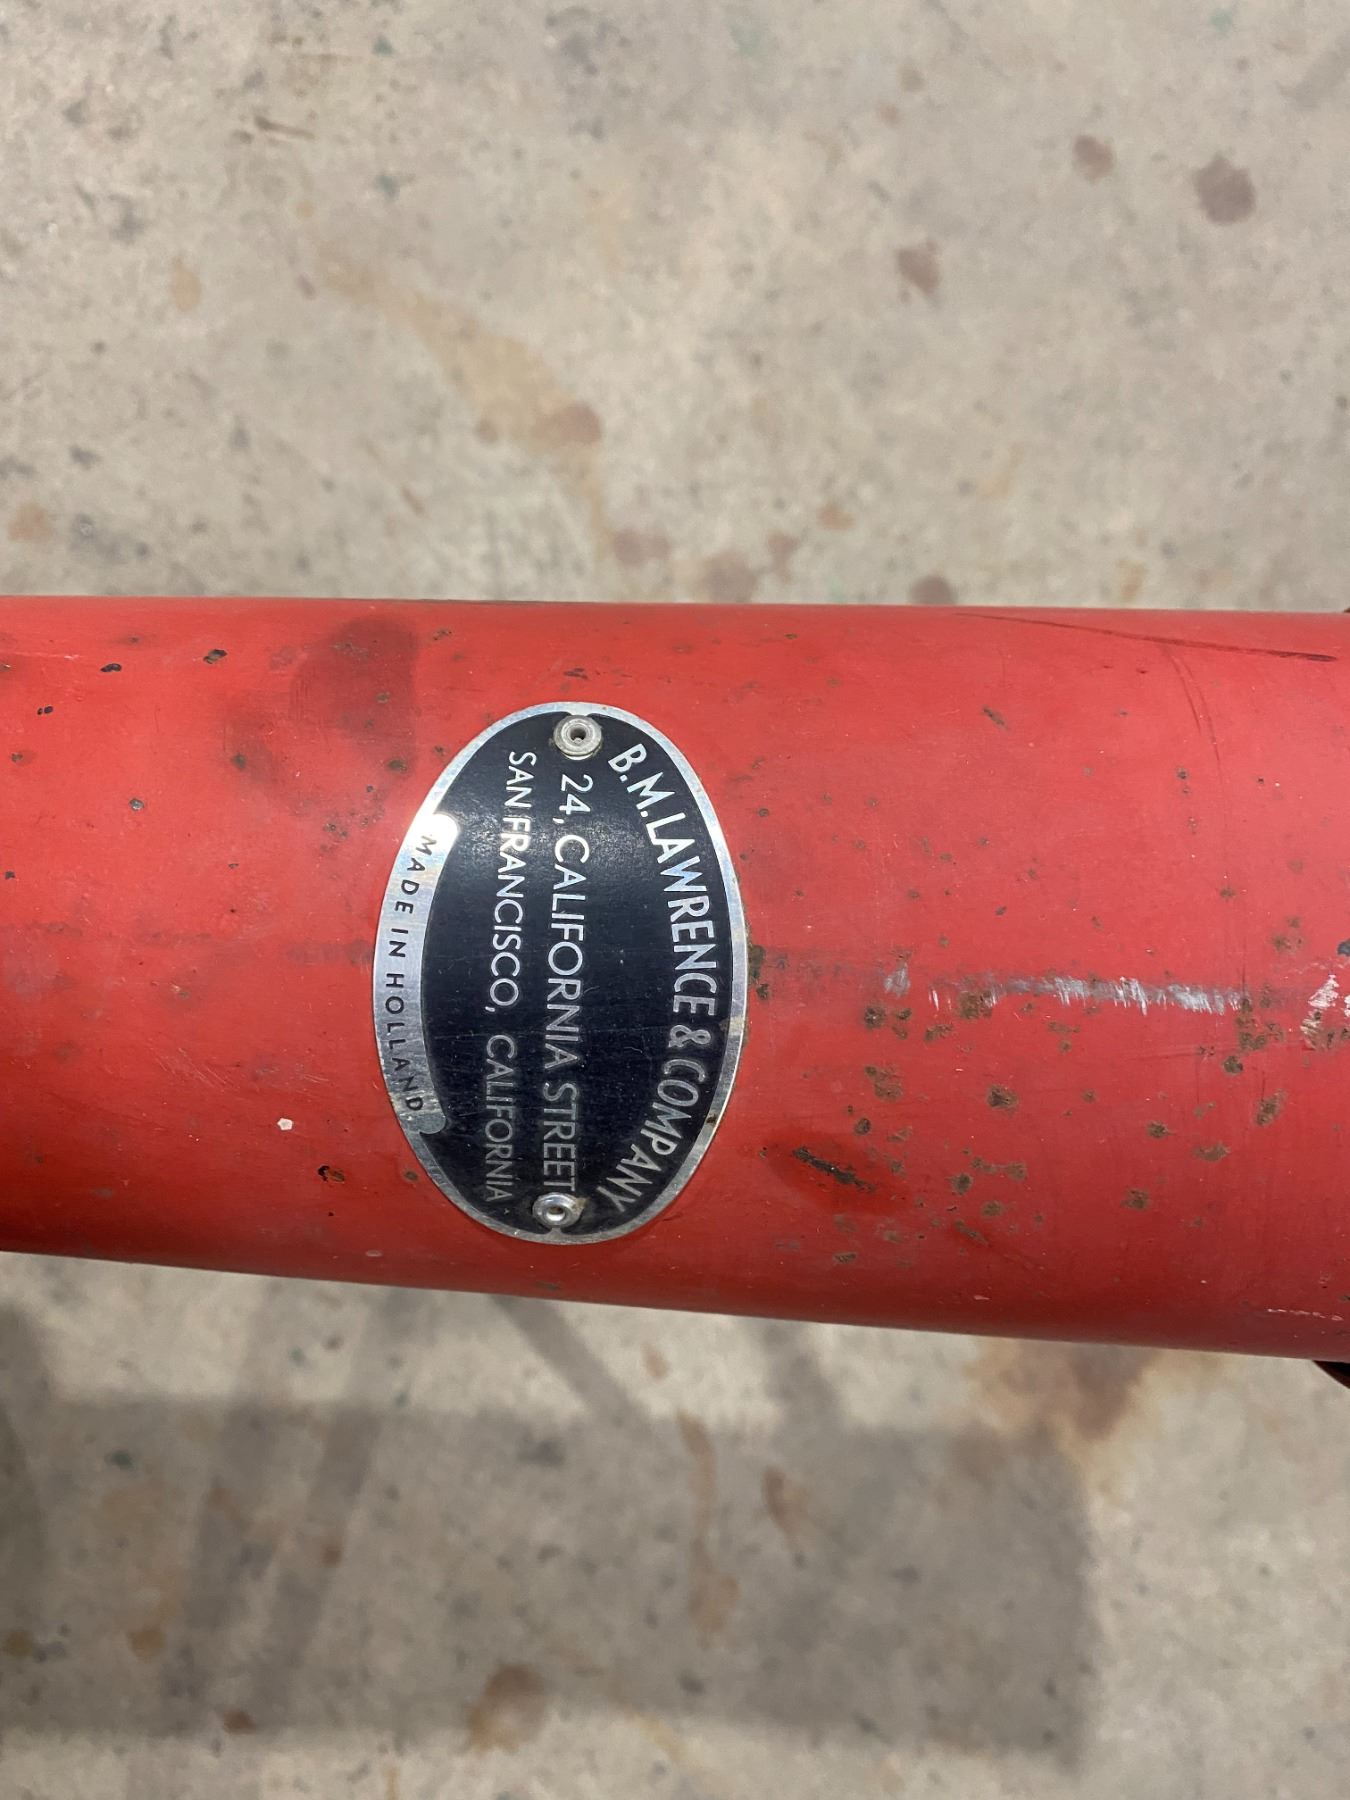 B.M. LAWRENCE & COMPANY
24, CALIFORNIA STREET
SAN FRANCISCO, CALIFORNIA
MADE IN HOLLAND